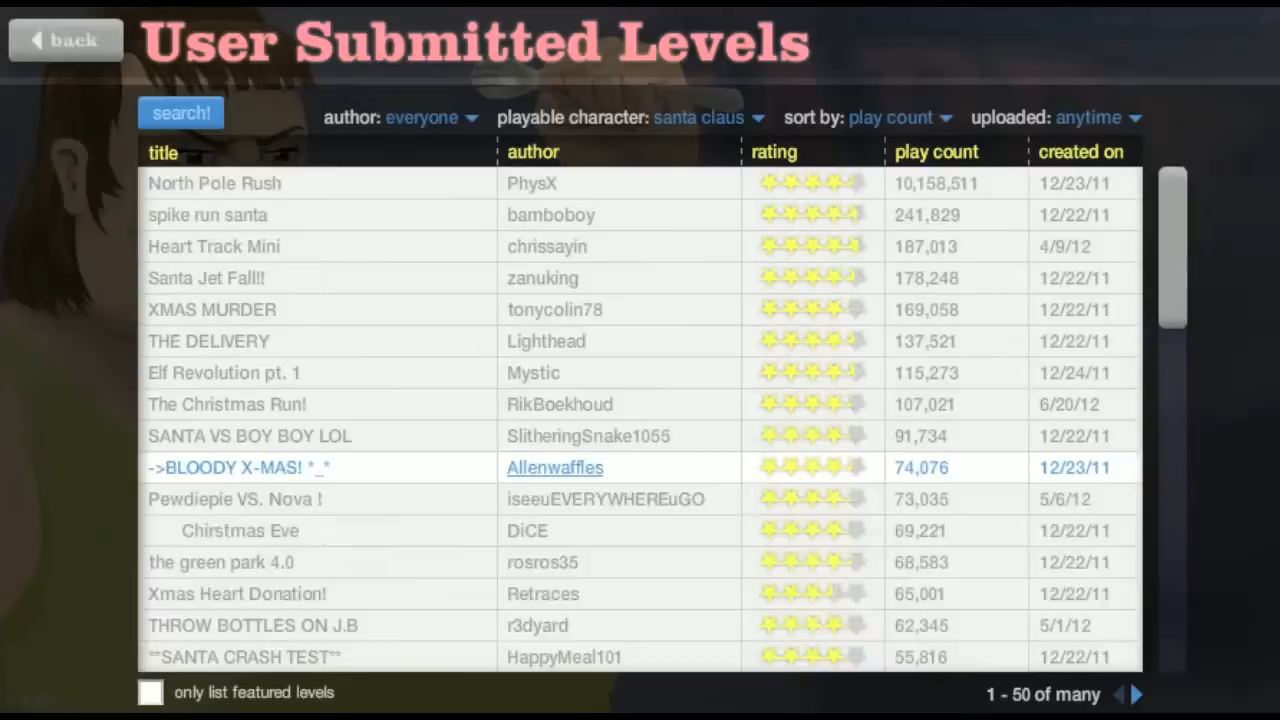 back
User Submitted Levels
search!
author: everyone playable character: santa claus sort by: play count uploaded: anytime
title author rating play count created on
North Pole Rush PhysX 10,158,511 12/23/11
spike run santa bamboboy 241,829 12/22/11
Heart Track Mini chrissayin 187,013 4/9/12
Santa Jet Fall!! zanuking 178,248 12/22/11
XMAS MURDER tonycolin78 169,058 12/22/11
THE DELIVERY Lighthead 137,521 12/22/11
Elf Revolution pt. 1 Mystic 115,273 12/24/11
The Christmas Run! RikBoekhoud 107,021 6/20/12
SANTA VS BOY BOY LOL SlitheringSnake1055 91,734 12/22/11
->BLOODY X-MAS! *_* Allenwaffles 74,076 12/23/11
Pewdiepie VS. Nova ! iseeuEVERYWHEREuGO 73,035 5/6/12
Chirstmas Eve DiCE 69,221 12/22/11
the green park 4.0 rosros35 68,583 12/22/11
Xmas Heart Donation! Retraces 65,001 12/22/11
THROW BOTTLES ON J.B r3dyard 62,345 5/1/12
**SANTA CRASH TEST** HappyMeal101 55,816 12/22/11
only list featured levels 1 - 50 of many